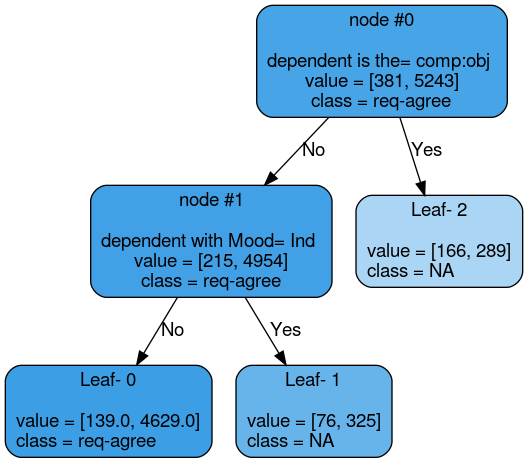 node #0
dependent is the= comp:obj
value = [381, 5243]
class = req-agree
No
Yes
node #1
dependent with Mood= Ind
value = [215, 4954]
class = req-agree
Leaf- 2
value = [166, 289]
class = NA
No
Yes
Leaf- 0
value = [139.0, 4629.0]
class = req-agree
Leaf- 1
value = [76, 325]
class = NA